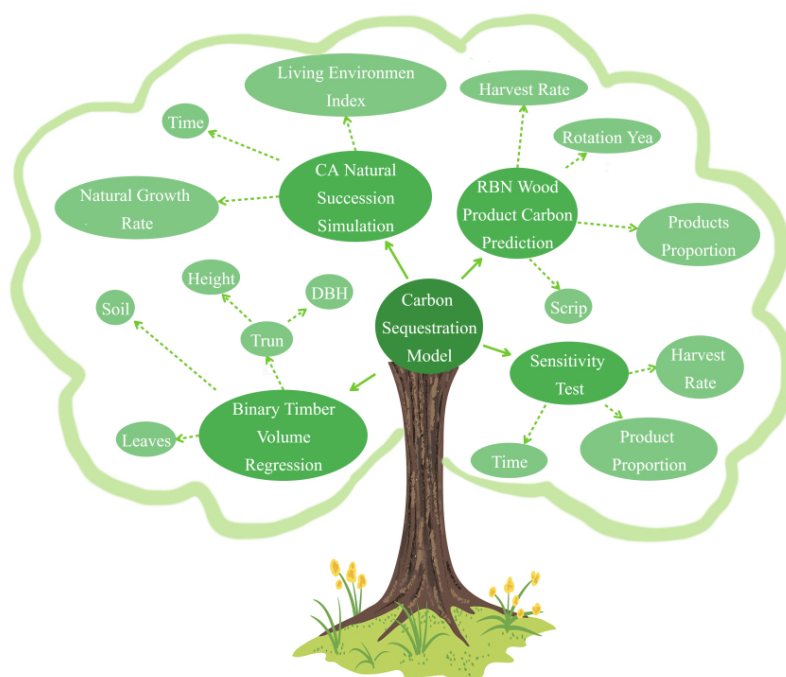 Living Environmen
Index
Harvest Rate
Time
Rotation Yea
CA Natural
Succession
Simulation
RBN Wood
Product Carbon
Prediction
Natural Growth
Rate
Products
Proportion
Height
DBH
Soil
Trun
Carbon
Sequestration
Model
Scrip
Sensitivity
Test
Harvest
Rate
Binary Timber
Volume
Regression
Leaves
Time
Product
Proportion